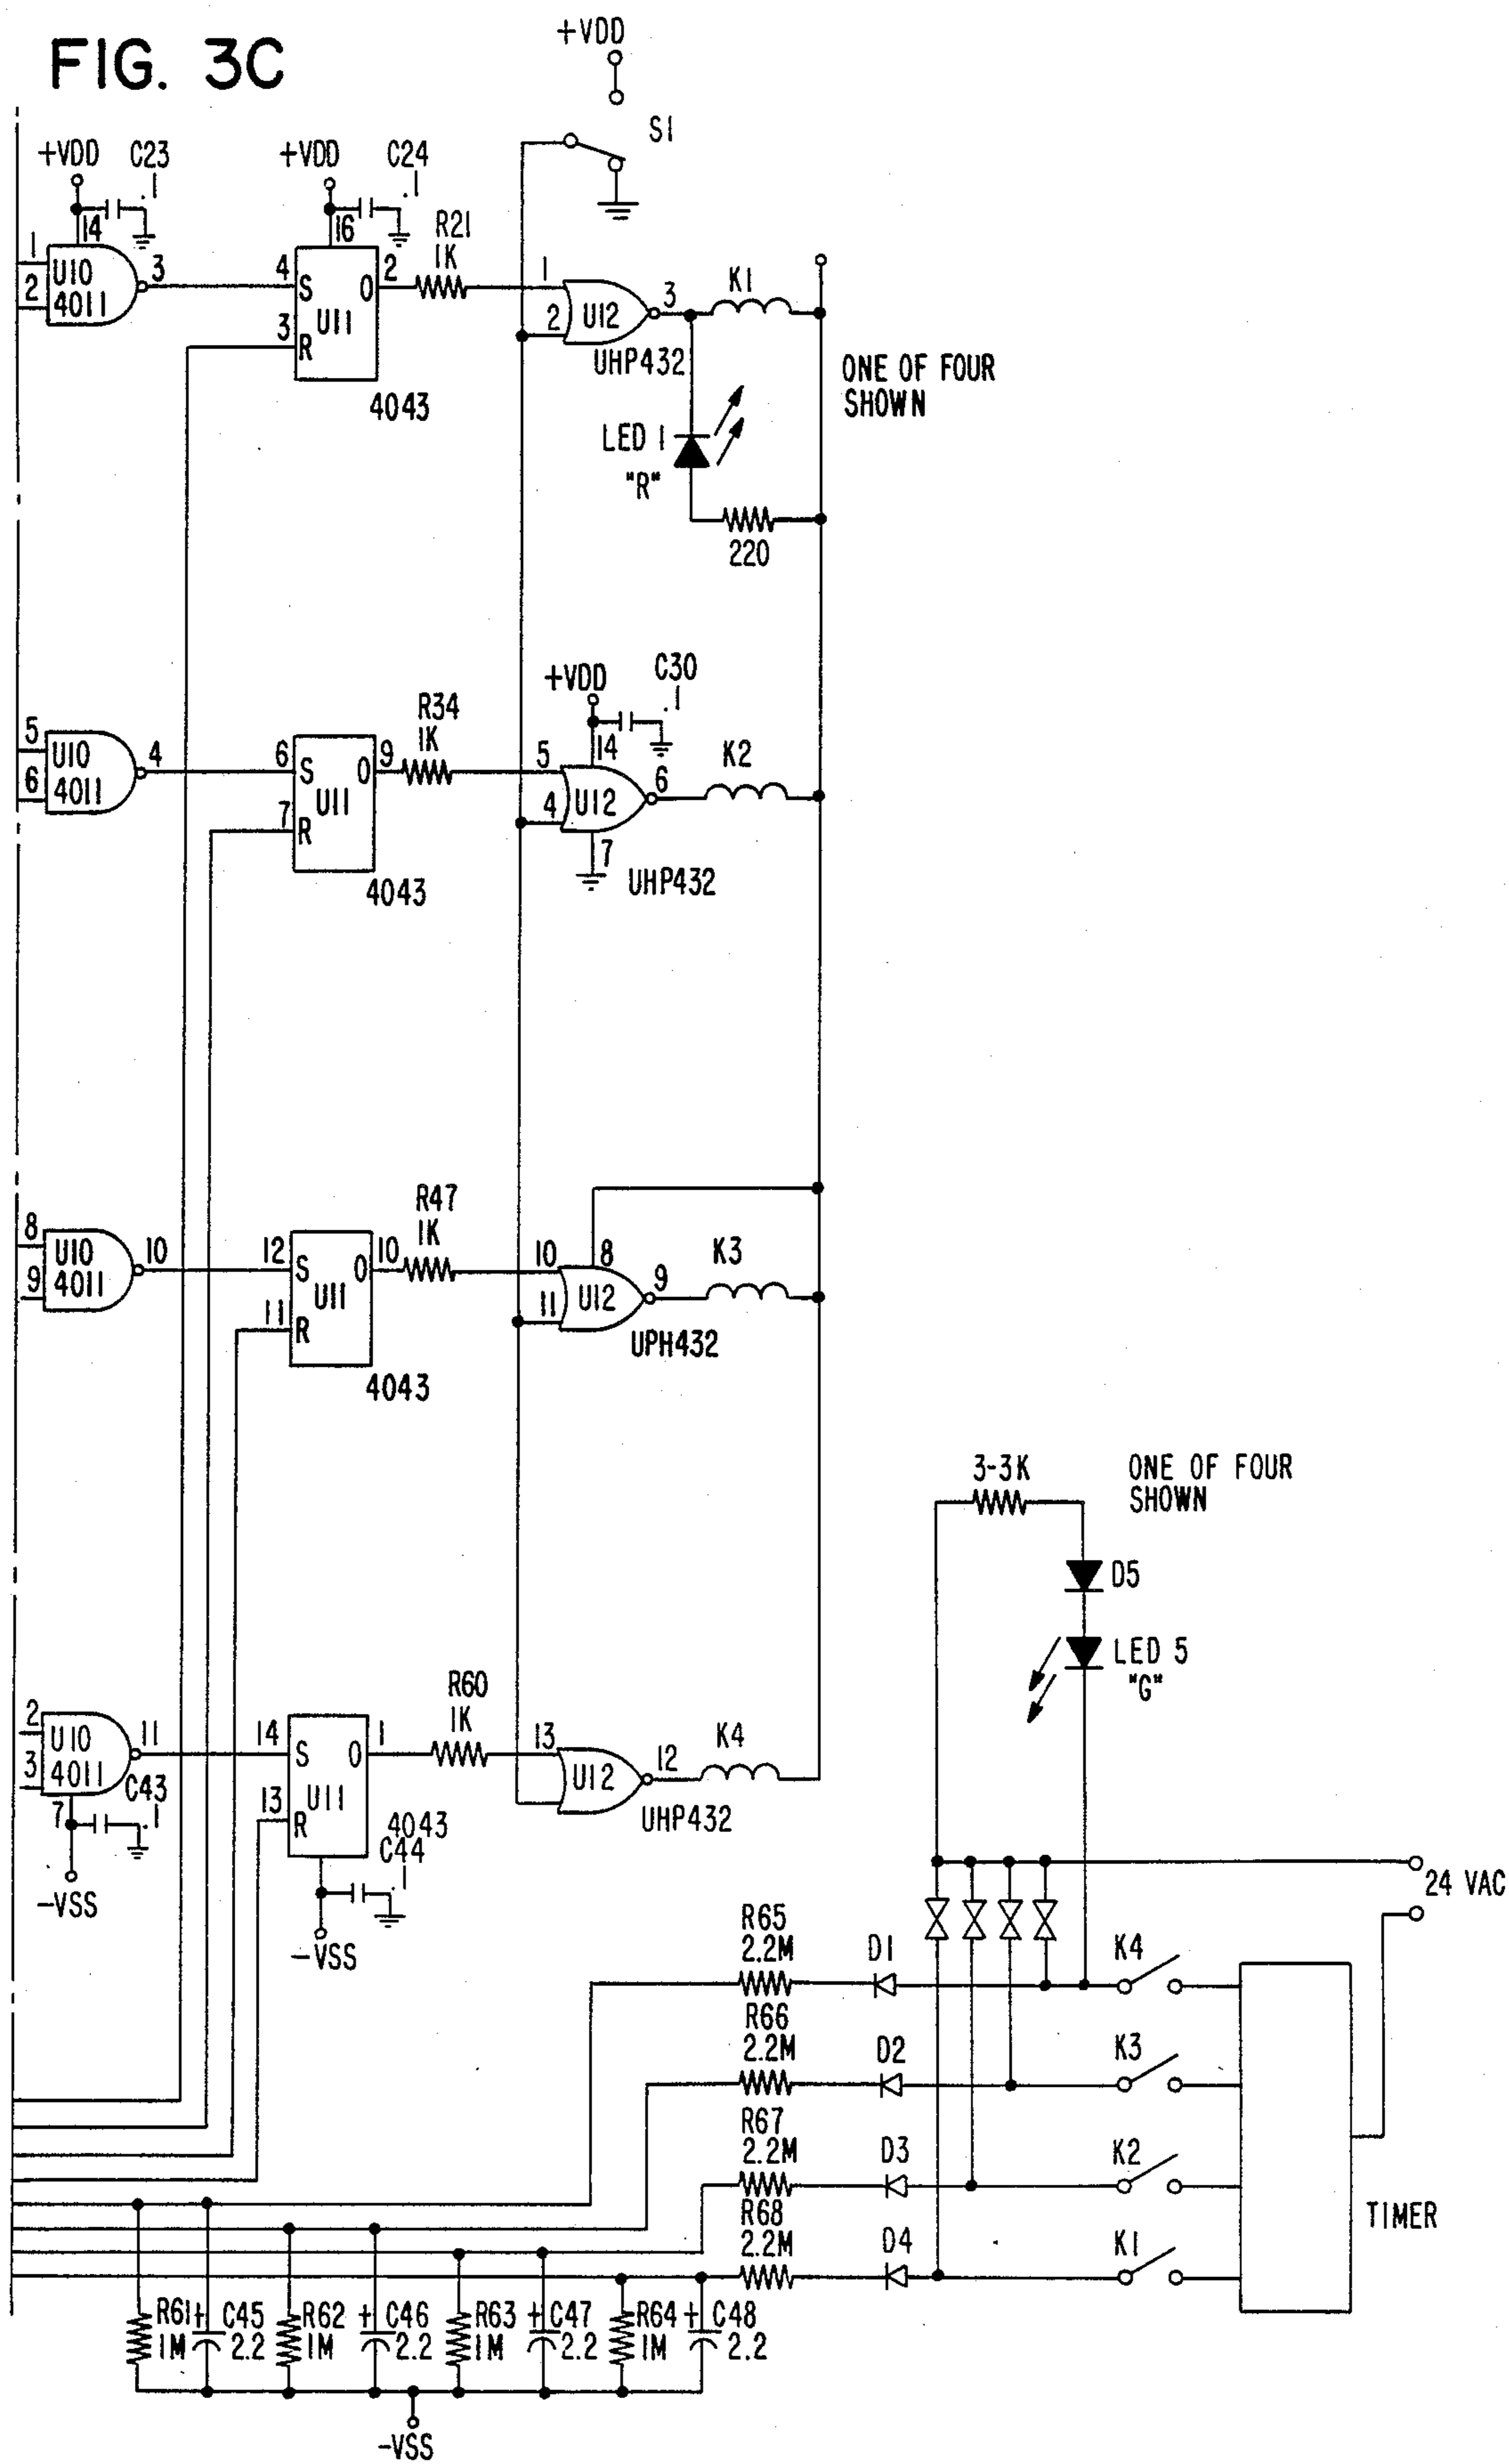 FIG. 3C
+VDD
S1
+VDD
C23
.1
14
1
2
U10
4011
3
+VDD
C24
.1
16
4
S
O
2
3
R
U11
4043
R21
1K
1
2
U12
3
UHP432
K1
ONE OF FOUR
SHOWN
LED 1
"R"
220
5
6
U10
4011
4
6
S
O
9
7
R
U11
4043
R34
1K
+VDD
C30
.1
14
5
4
U12
6
7
UHP432
K2
8
9
U10
4011
10
12
S
O
10
11
R
U11
4043
R47
1K
10
11
8
U12
9
UPH432
K3
2
3
U10
4011
11
7
C43
.1
-VSS
14
S
O
1
13
R
U11
4043
C44
.1
-VSS
R60
1K
13
U12
12
UHP432
K4
3-3K
ONE OF FOUR
SHOWN
D5
LED 5
"G"
24 VAC
R65
2.2M
D1
K4
R66
2.2M
D2
K3
R67
2.2M
D3
K2
R68
2.2M
D4
K1
TIMER
R61
1M
+
C45
2.2
R62
1M
+
C46
2.2
R63
1M
+
C47
2.2
R64
1M
+
C48
2.2
-VSS